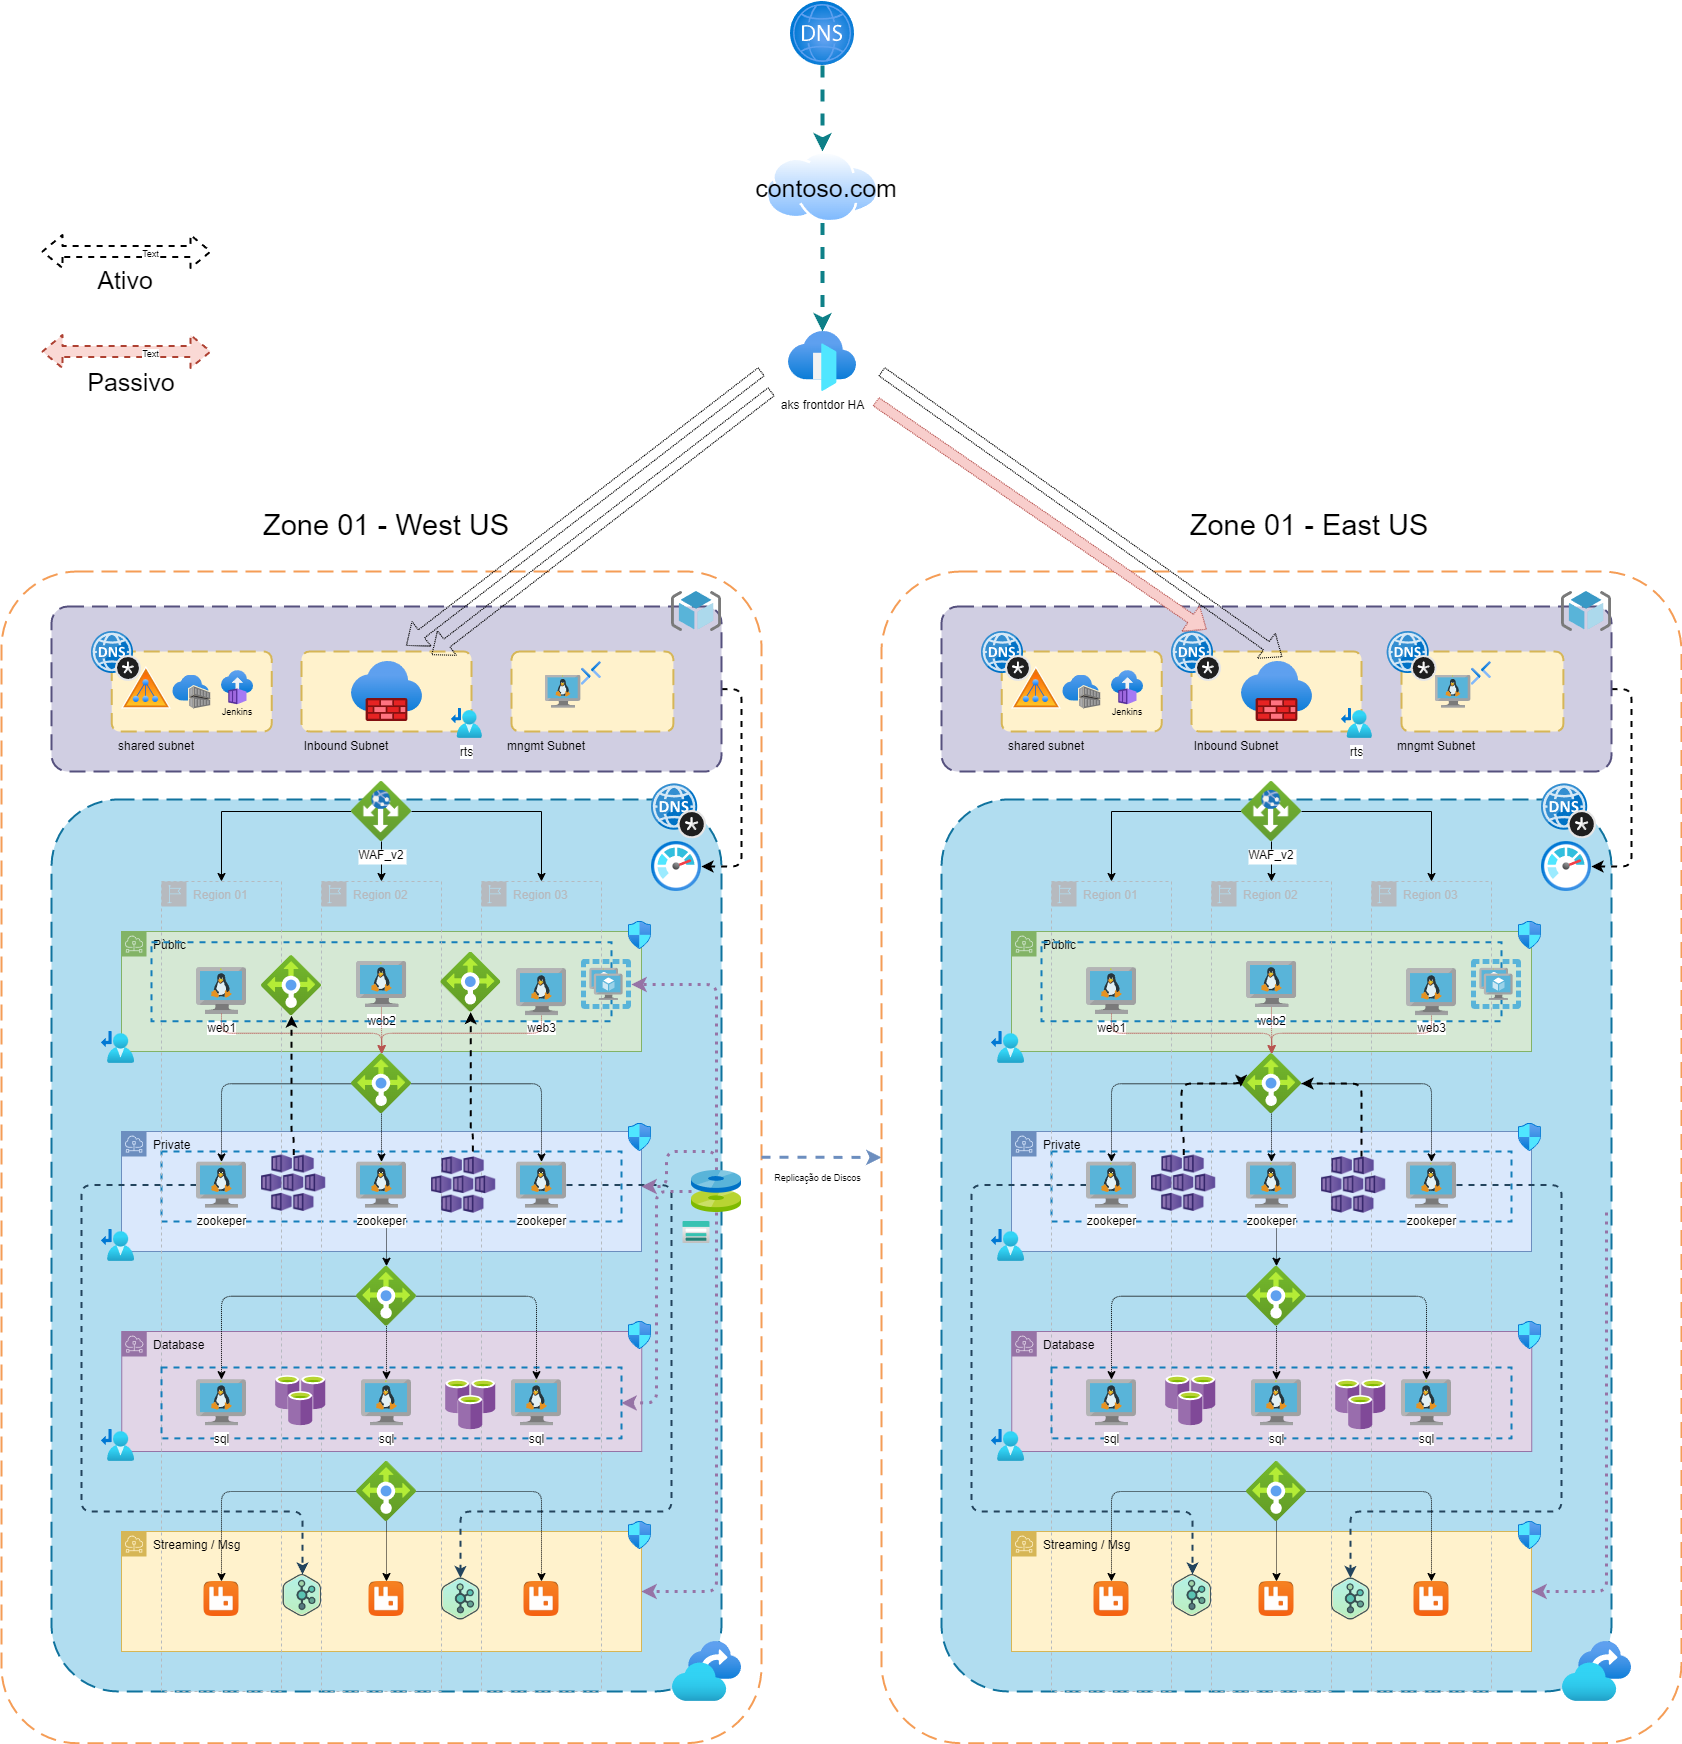 DNS
contoso.com
Text
Ativo
Text
Passivo
aks frontdor HA
Zone 01 - West US
Zone 01 - East US
DNS
Jenkins
shared subnet
Inbound Subnet
rts
mngmt Subnet
DNS
Jenkins
shared subnet
DNS
Inbound Subnet
rts
DNS
mngmt Subnet
DNS
WAF_v2
Region 01
Region 02
Region 03
Public
web1
web2
web3
Private
zookeper
zookeper
zookeper
Database
sql
sql
sql
Streaming / Msg
Replicação de Discos
DNS
WAF_v2
Region 01
Region 02
Region 03
Public
web1
web2
web3
Private
zookeper
zookeper
zookeper
Database
sql
sql
sql
Streaming / Msg